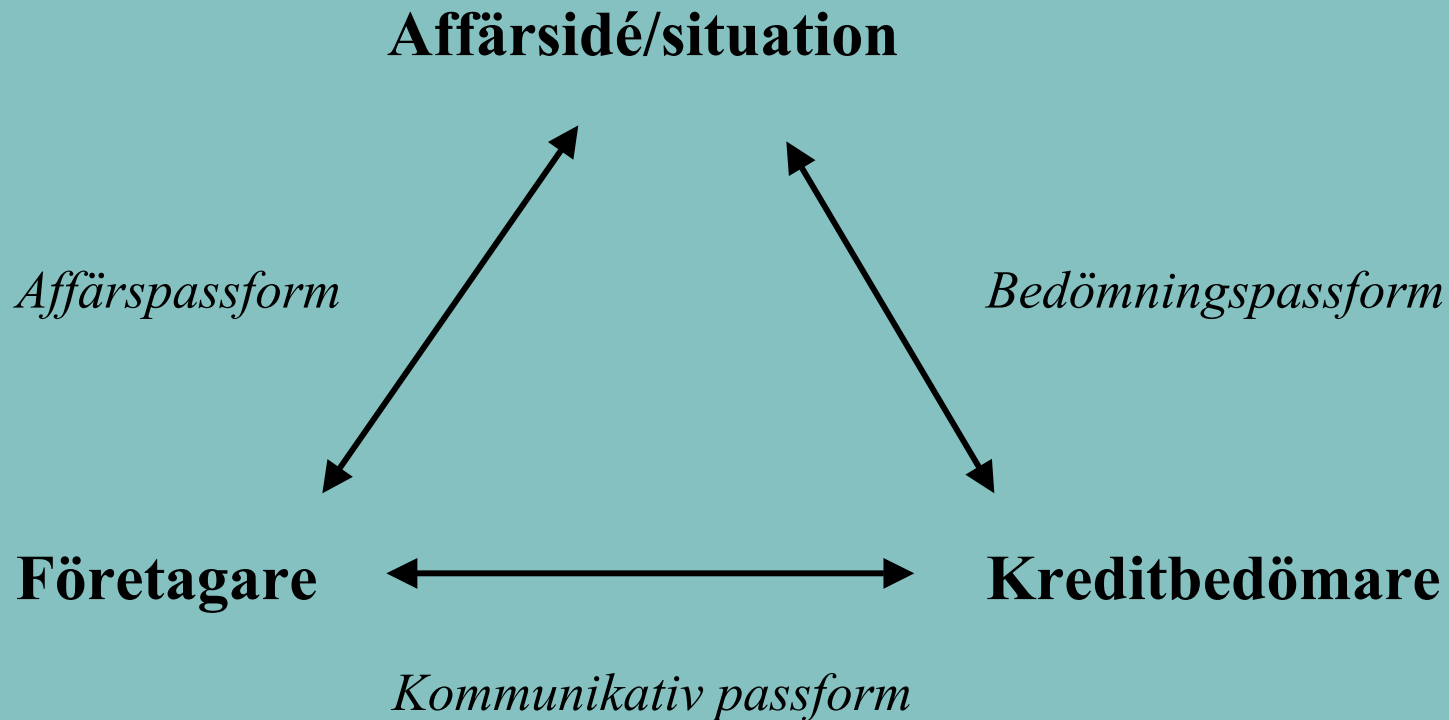 Affärsidé/situation
Affärspassform
Bedömningspassform
Företagare
Kreditbedömare
Kommunikativ passform